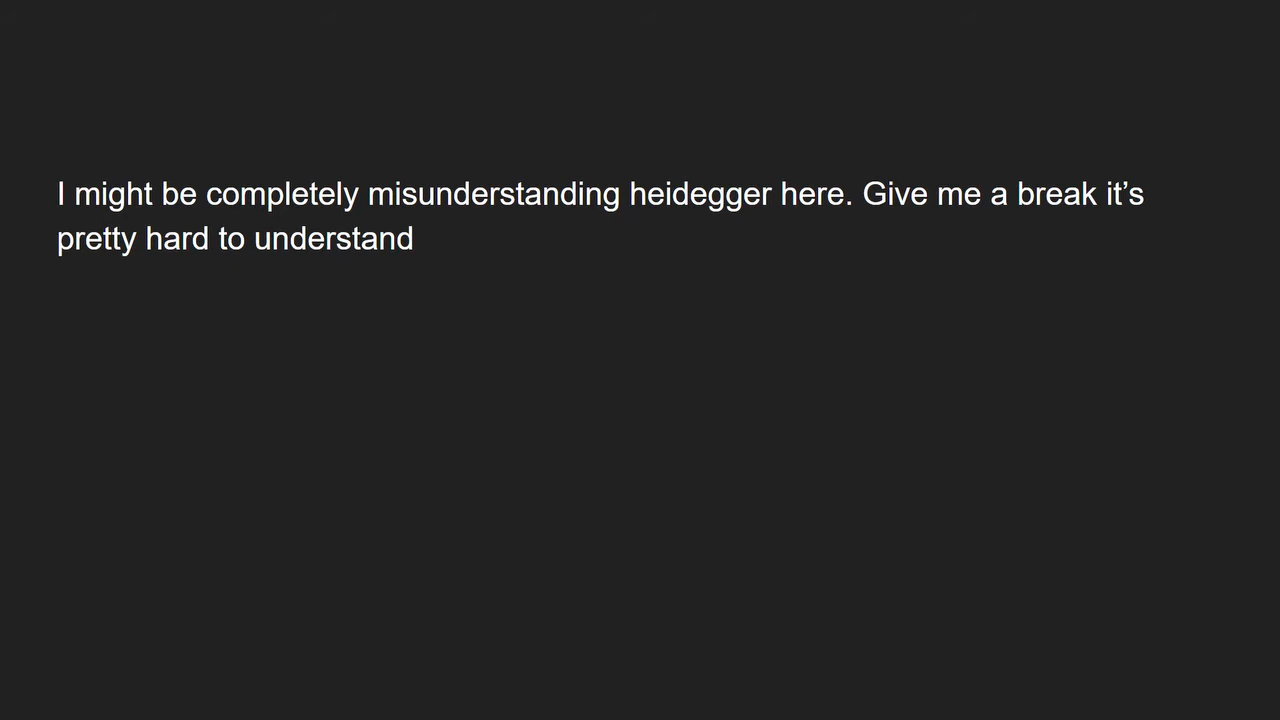 I might be completely misunderstanding heidegger here. Give me a break it’s
pretty hard to understand